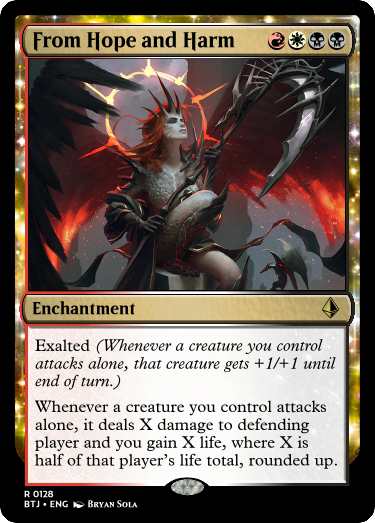 From Hope and Harm
Enchantment
Exalted (Whenever a creature you control
attacks alone, that creature gets +1/+1 until
end of turn.)
Whenever a creature you control attacks
alone, it deals X damage to defending
player and you gain X life, where X is
half of that player's life total, rounded up.
R 0128
BTJ • ENG Bryan Sola